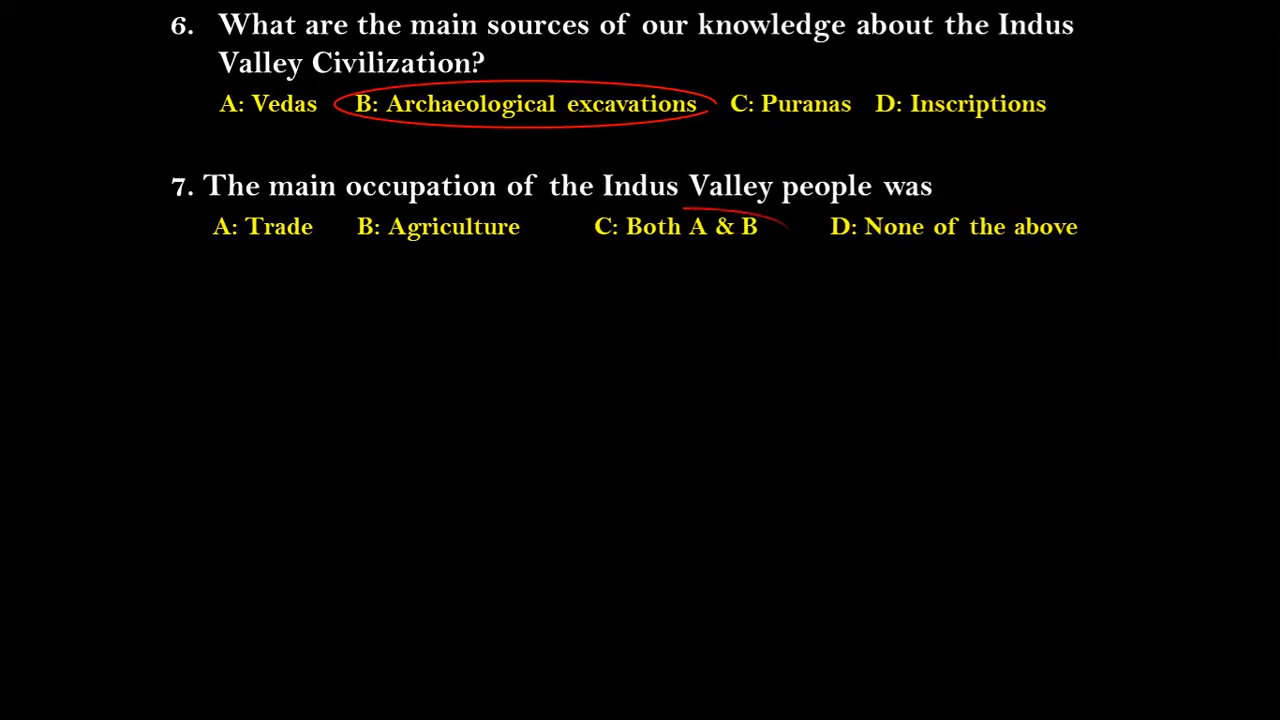 6. What are the main sources of our knowledge about the Indus
Valley Civilization?
A: Vedas B: Archaeological excavations C: Puranas D: Inscriptions
7. The main occupation of the Indus Valley people was
A: Trade B: Agriculture C: Both A & B D: None of the above